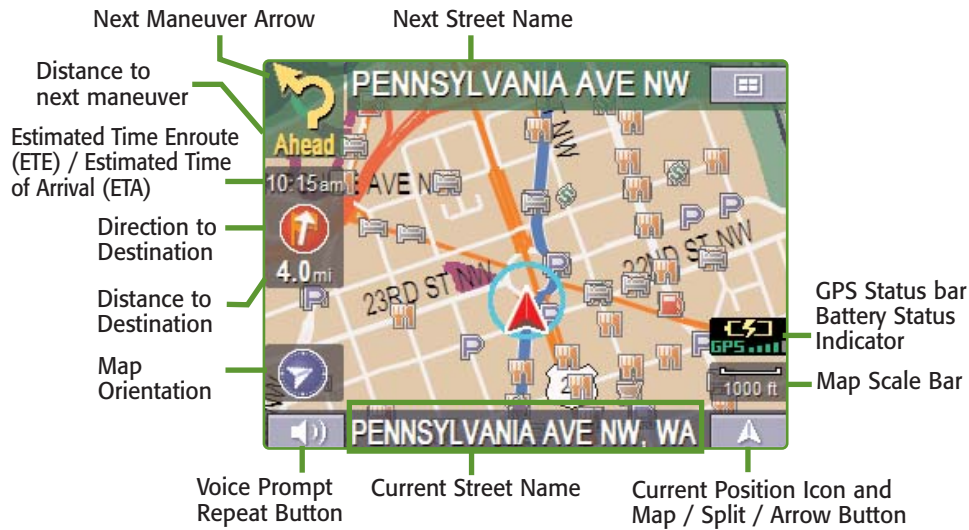 Next Maneuver Arrow
Next Street Name
Distance to
next maneuver
Estimated Time Enroute
(ETE) / Estimated Time
of Arrival (ETA)
Direction to
Destination
Distance to
Destination
Map
Orientation
PENNSYLVANIA AVE NW
Ahead
10:15am
E AVE N
NW
4.0mi
23RD ST NW
22ND ST NW
P
P
P
P
P
P
P
GPS
1000 ft
PENNSYLVANIA AVE NW, WA
GPS Status bar
Battery Status
Indicator
Map Scale Bar
Voice Prompt
Repeat Button
Current Street Name
Current Position Icon and
Map / Split / Arrow Button